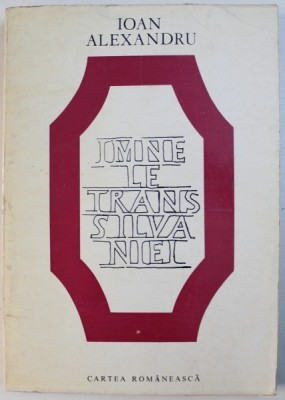 IOAN
ALEXANDRU
IMNE
LE
TRANS
SILVA
NIEI
CARTEA ROMÂNEASCĂ